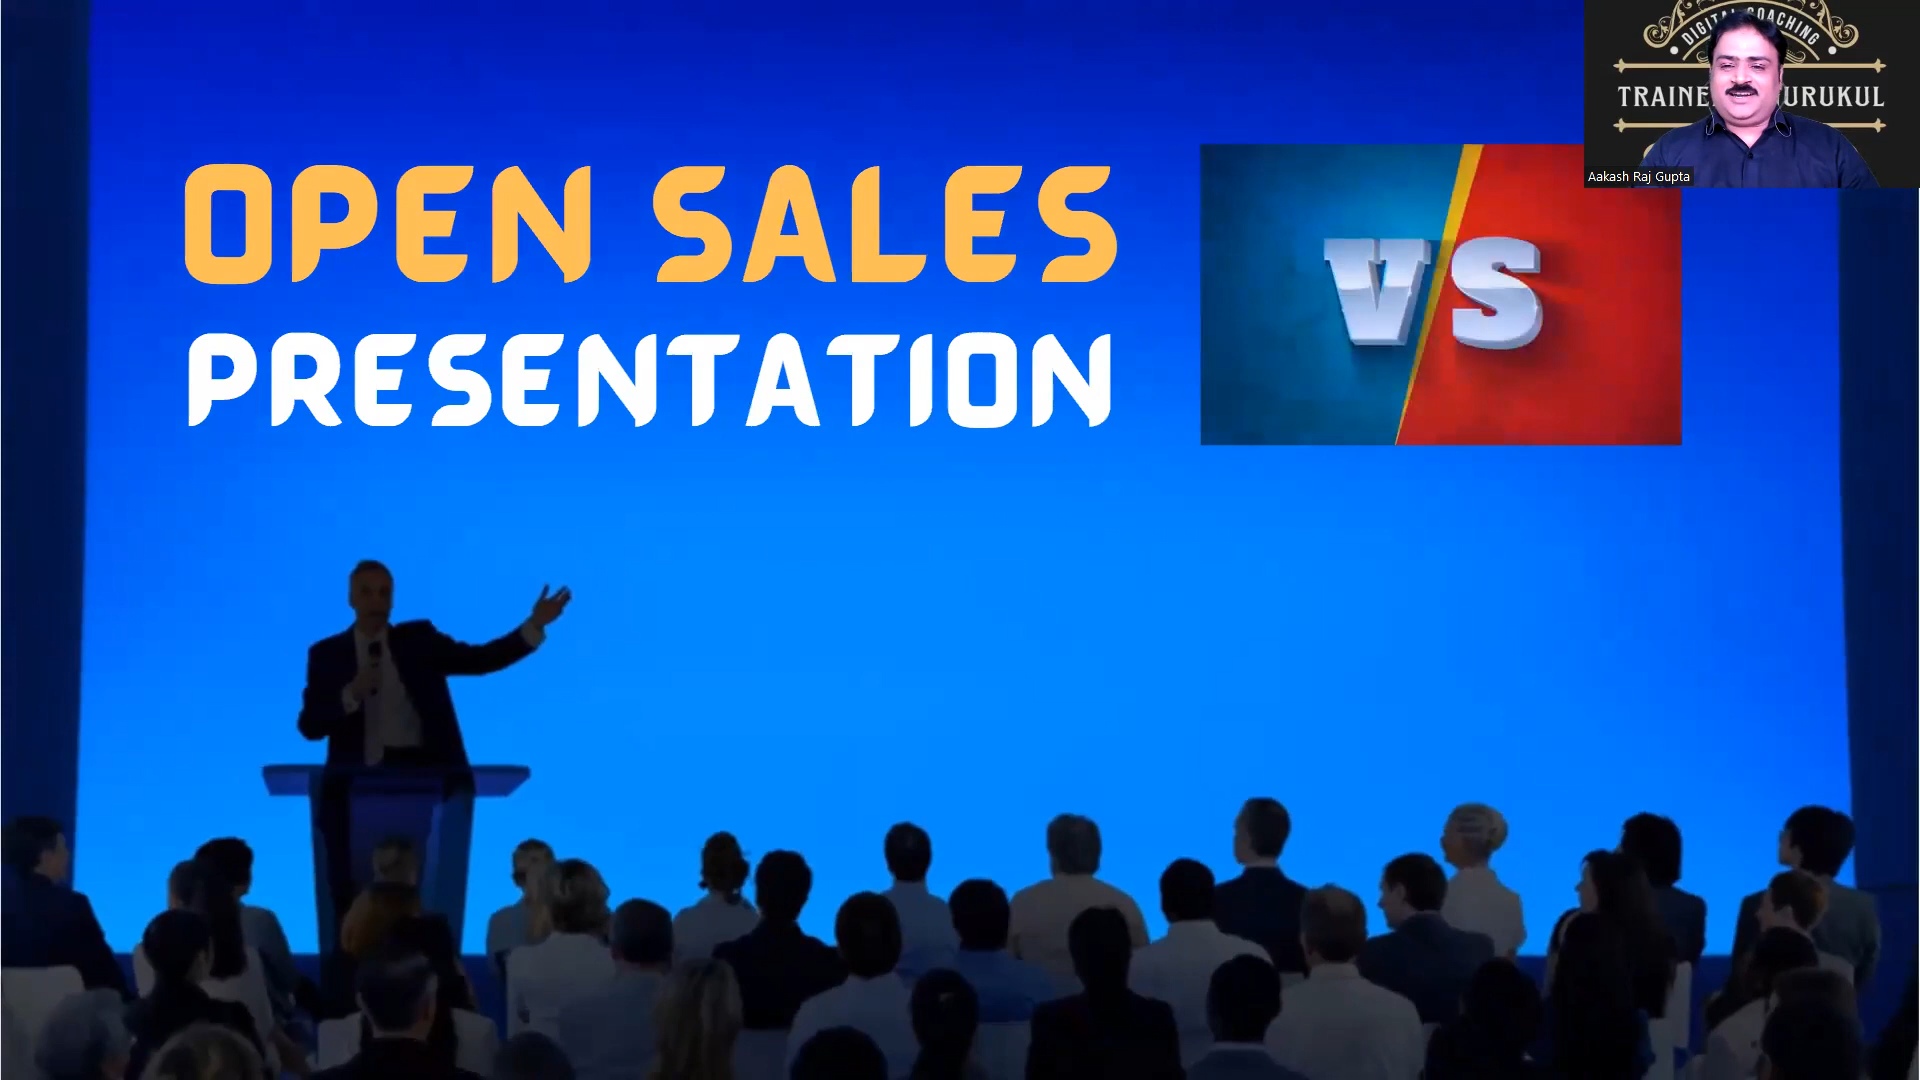 OPEN SALES
PRESENTATION
VS
DIGITAL COACHING
TRAINE URUKUL
Aakash Raj Gupta